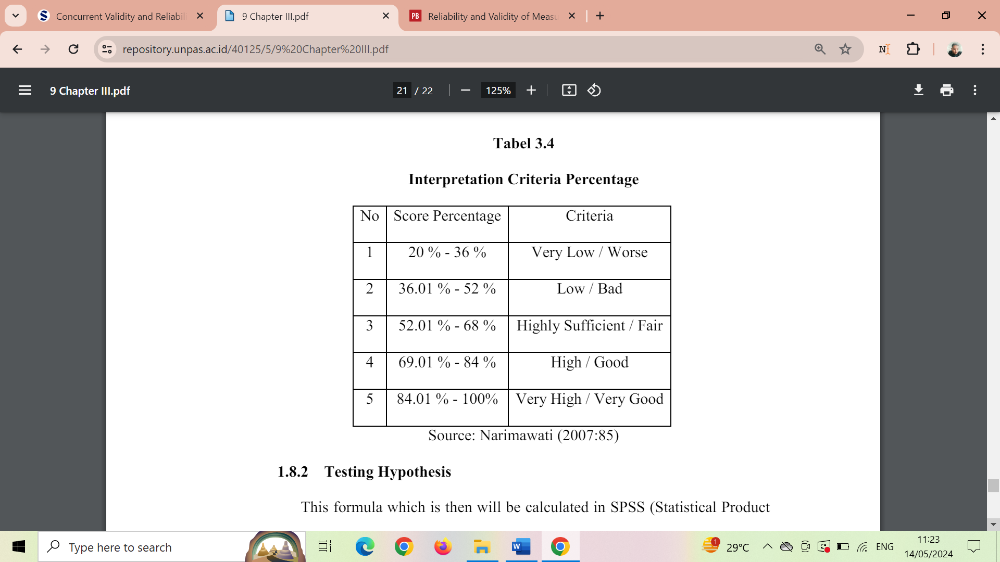 Concurrent Validity and Reliabil
9 Chapter III.pdf
PB Reliability and Validity of Measu
repository.unpas.ac.id/40125/5/9%20Chapter%20III.pdf
9 Chapter III.pdf
21 / 22
125%
Tabel 3.4
Interpretation Criteria Percentage
No Score Percentage Criteria
1 20 % - 36 % Very Low / Worse
2 36.01 % - 52 % Low / Bad
3 52.01 % - 68 % Highly Sufficient / Fair
4 69.01 % - 84 % High / Good
5 84.01 % - 100% Very High / Very Good
Source: Narimawati (2007:85)
1.8.2 Testing Hypothesis
This formula which is then will be calculated in SPSS (Statistical Product
Type here to search
1
29°C
ENG
11:23
14/05/2024